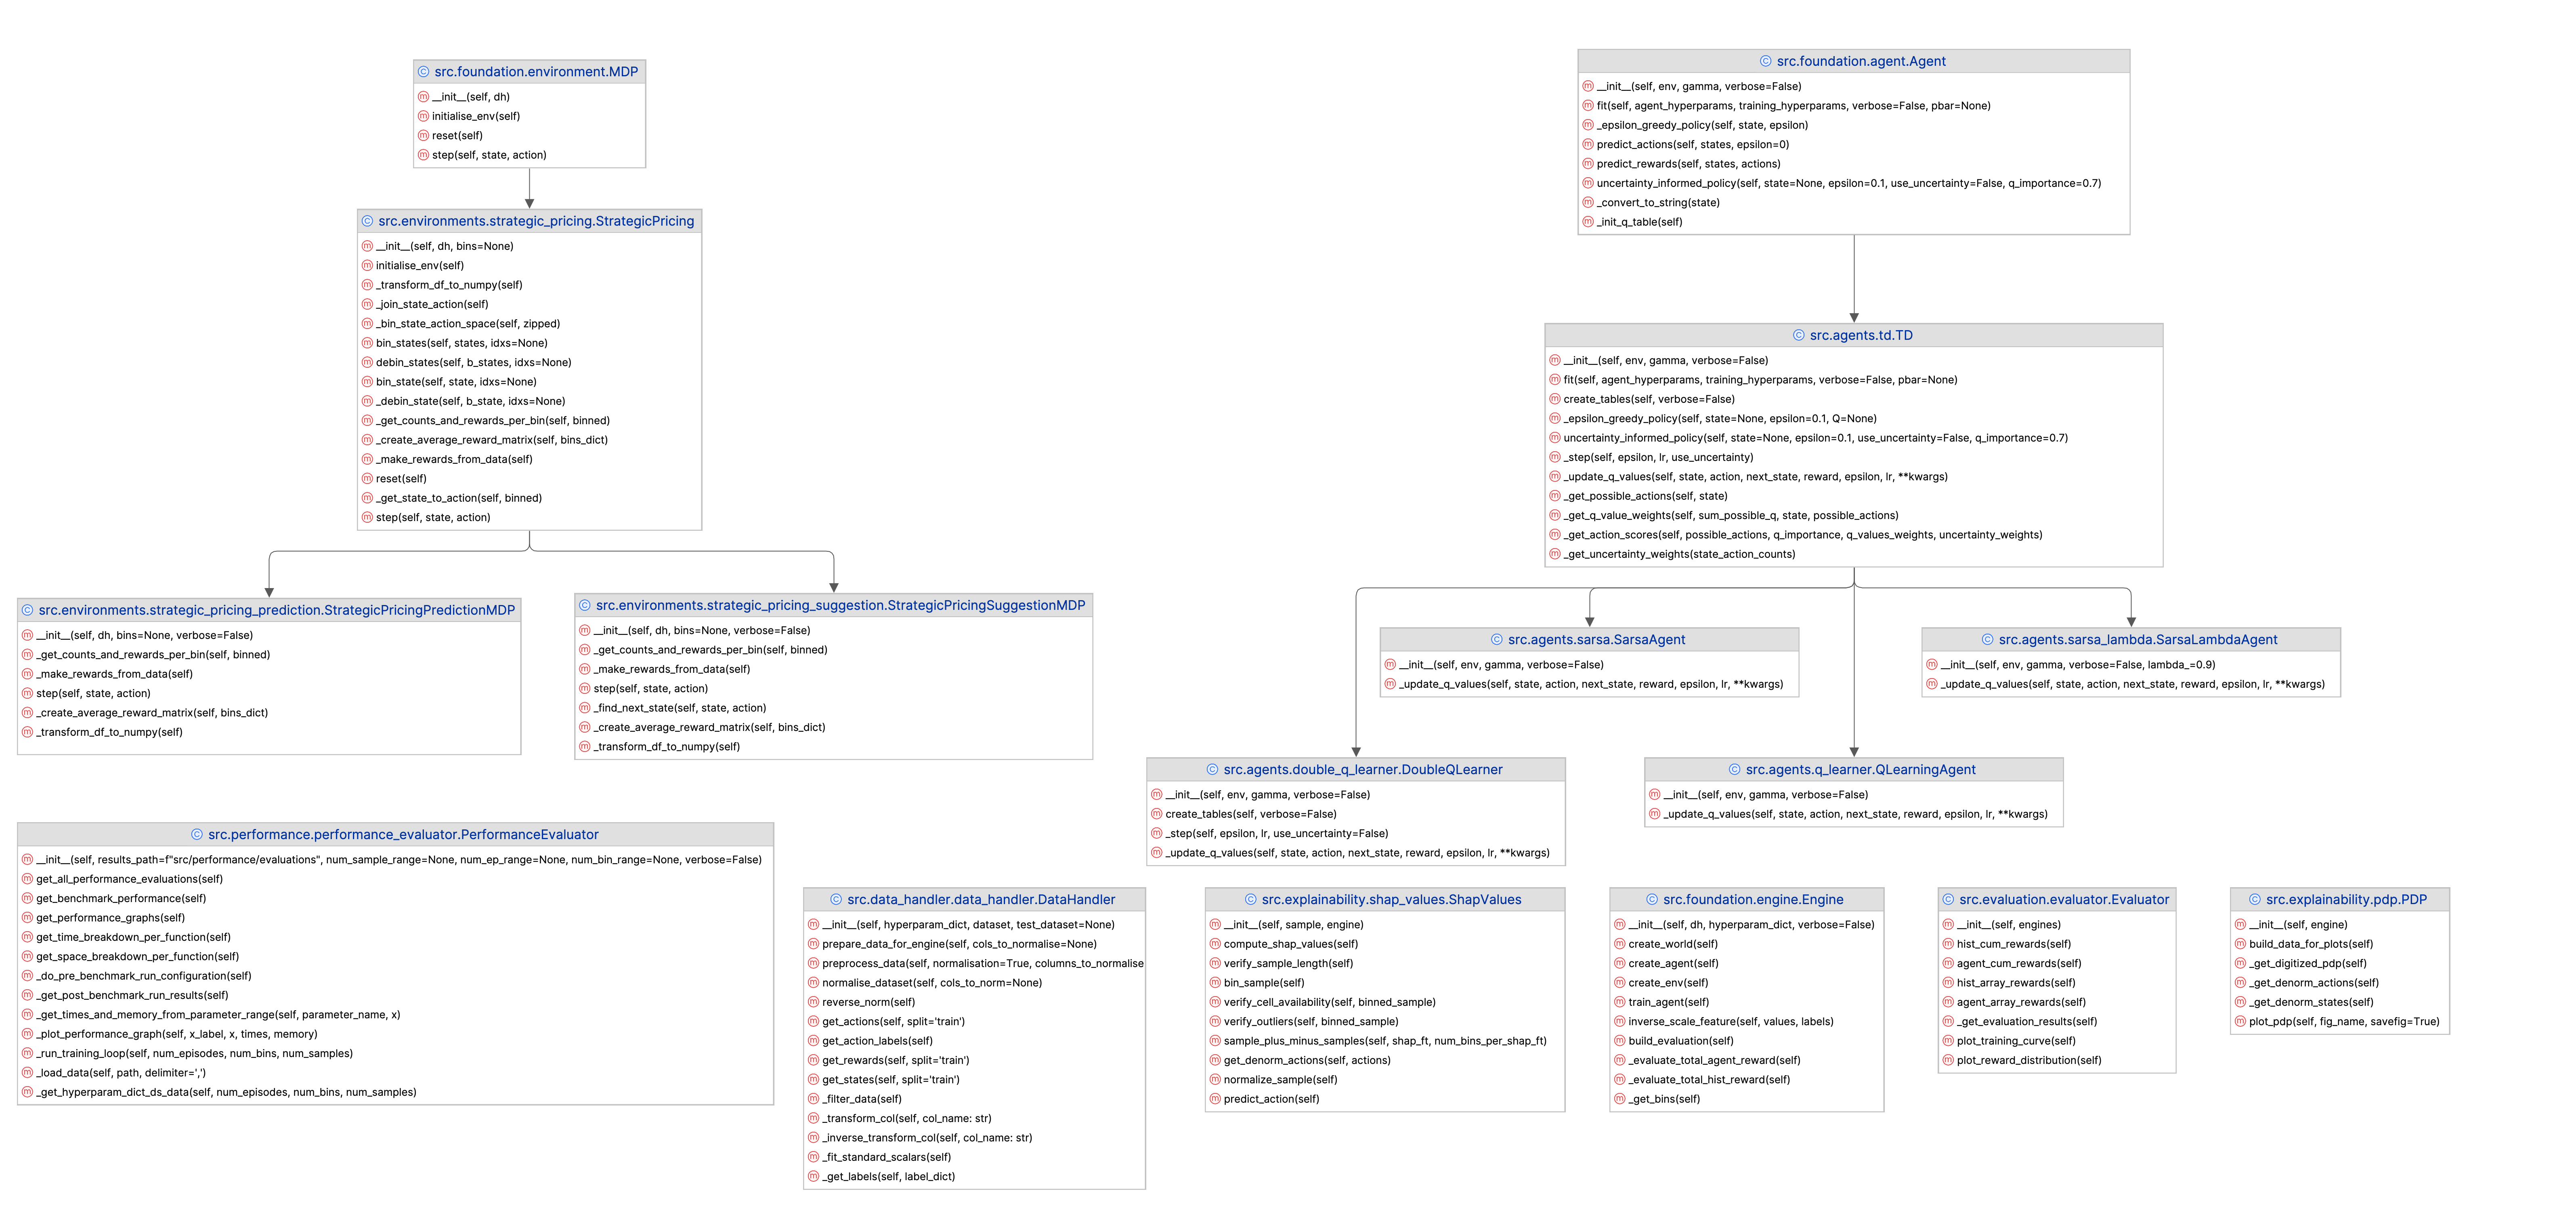 src.foundation.environment.MDP
__init__(self, dh)
initialise_env(self)
reset(self)
step(self, state, action)
src.foundation.agent.Agent
__init__(self, env, gamma, verbose=False)
fit(self, agent_hyperparams, training_hyperparams, verbose=False, pbar=None)
_epsilon_greedy_policy(self, state, epsilon)
predict_actions(self, states, epsilon=0)
predict_rewards(self, states, actions)
uncertainty_informed_policy(self, state=None, epsilon=0.1, use_uncertainty=False, q_importance=0.7)
_convert_to_string(state)
_init_q_table(self)
src.environments.strategic_pricing.StrategicPricing
__init__(self, dh, bins=None)
initialise_env(self)
_transform_df_to_numpy(self)
_join_state_action(self)
_bin_state_action_space(self, zipped)
bin_states(self, states, idxs=None)
debin_states(self, b_states, idxs=None)
bin_state(self, state, idxs=None)
_debin_state(self, b_state, idxs=None)
_get_counts_and_rewards_per_bin(self, binned)
_create_average_reward_matrix(self, bins_dict)
_make_rewards_from_data(self)
reset(self)
_get_state_to_action(self, binned)
step(self, state, action)
src.agents.td.TD
__init__(self, env, gamma, verbose=False)
fit(self, agent_hyperparams, training_hyperparams, verbose=False, pbar=None)
create_tables(self, verbose=False)
_epsilon_greedy_policy(self, state=None, epsilon=0.1, Q=None)
uncertainty_informed_policy(self, state=None, epsilon=0.1, use_uncertainty=False, q_importance=0.7)
_step(self, epsilon, lr, use_uncertainty)
_update_q_values(self, state, action, next_state, reward, epsilon, lr, **kwargs)
_get_possible_actions(self, state)
_get_q_value_weights(self, sum_possible_q, state, possible_actions)
_get_action_scores(self, possible_actions, q_importance, q_values_weights, uncertainty_weights)
_get_uncertainty_weights(state_action_counts)
src.environments.strategic_pricing_prediction.StrategicPricingPredictionMDP
__init__(self, dh, bins=None, verbose=False)
_get_counts_and_rewards_per_bin(self, binned)
_make_rewards_from_data(self)
step(self, state, action)
_create_average_reward_matrix(self, bins_dict)
_transform_df_to_numpy(self)
src.environments.strategic_pricing_suggestion.StrategicPricingSuggestionMDP
__init__(self, dh, bins=None, verbose=False)
_get_counts_and_rewards_per_bin(self, binned)
_make_rewards_from_data(self)
step(self, state, action)
_find_next_state(self, state, action)
_create_average_reward_matrix(self, bins_dict)
_transform_df_to_numpy(self)
src.agents.sarsa.SarsaAgent
__init__(self, env, gamma, verbose=False)
_update_q_values(self, state, action, next_state, reward, epsilon, lr, **kwargs)
src.agents.sarsa_lambda.SarsaLambdaAgent
__init__(self, env, gamma, verbose=False, lambda_=0.9)
_update_q_values(self, state, action, next_state, reward, epsilon, lr, **kwargs)
src.agents.double_q_learner.DoubleQLearner
__init__(self, env, gamma, verbose=False)
create_tables(self, verbose=False)
_step(self, epsilon, lr, use_uncertainty=False)
_update_q_values(self, state, action, next_state, reward, epsilon, lr, **kwargs)
src.agents.q_learner.QLearningAgent
__init__(self, env, gamma, verbose=False)
_update_q_values(self, state, action, next_state, reward, epsilon, lr, **kwargs)
src.performance.performance_evaluator.PerformanceEvaluator
__init__(self, results_path=f"src/performance/evaluations", num_sample_range=None, num_ep_range=None, num_bin_range=None, verbose=False)
get_all_performance_evaluations(self)
get_benchmark_performance(self)
get_performance_graphs(self)
get_time_breakdown_per_function(self)
get_space_breakdown_per_function(self)
_do_pre_benchmark_run_configuration(self)
_get_post_benchmark_run_results(self)
_get_times_and_memory_from_parameter_range(self, parameter_name, x)
_plot_performance_graph(self, x_label, x, times, memory)
_run_training_loop(self, num_episodes, num_bins, num_samples)
_load_data(self, path, delimiter=',')
_get_hyperparam_dict_ds_data(self, num_episodes, num_bins, num_samples)
src.data_handler.data_handler.DataHandler
__init__(self, hyperparam_dict, dataset, test_dataset=None)
prepare_data_for_engine(self, cols_to_normalise=None)
preprocess_data(self, normalisation=True, columns_to_normalise
normalise_dataset(self, cols_to_norm=None)
reverse_norm(self)
get_actions(self, split='train')
get_action_labels(self)
get_rewards(self, split='train')
get_states(self, split='train')
_filter_data(self)
_transform_col(self, col_name: str)
_inverse_transform_col(self, col_name: str)
_fit_standard_scalars(self)
_get_labels(self, label_dict)
src.explainability.shap_values.ShapValues
__init__(self, sample, engine)
compute_shap_values(self)
verify_sample_length(self)
bin_sample(self)
verify_cell_availability(self, binned_sample)
verify_outliers(self, binned_sample)
sample_plus_minus_samples(self, shap_ft, num_bins_per_shap_ft)
get_denorm_actions(self, actions)
normalize_sample(self)
predict_action(self)
src.foundation.engine.Engine
__init__(self, dh, hyperparam_dict, verbose=False)
create_world(self)
create_agent(self)
create_env(self)
train_agent(self)
inverse_scale_feature(self, values, labels)
build_evaluation(self)
_evaluate_total_agent_reward(self)
_evaluate_total_hist_reward(self)
_get_bins(self)
src.evaluation.evaluator.Evaluator
__init__(self, engines)
hist_cum_rewards(self)
agent_cum_rewards(self)
hist_array_rewards(self)
agent_array_rewards(self)
_get_evaluation_results(self)
plot_training_curve(self)
plot_reward_distribution(self)
src.explainability.pdp.PDP
__init__(self, engine)
build_data_for_plots(self)
_get_digitized_pdp(self)
_get_denorm_actions(self)
_get_denorm_states(self)
plot_pdp(self, fig_name, savefig=True)